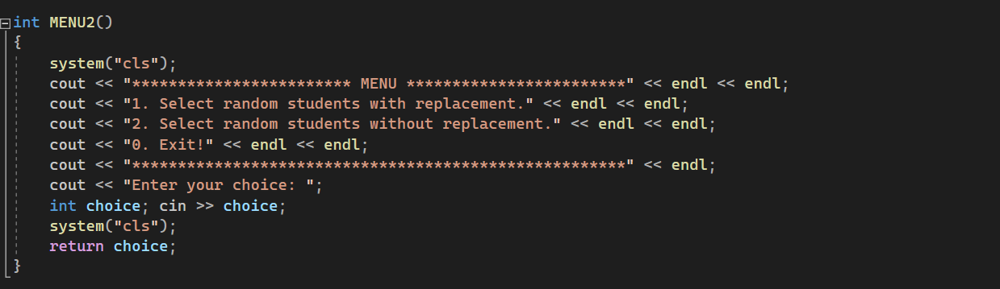 int MENU2()
{
system("cls");
cout << "************************ MENU ************************" << endl << endl;
cout << "1. Select random students with replacement." << endl << endl;
cout << "2. Select random students without replacement." << endl << endl;
cout << "0. Exit!" << endl << endl;
cout << "******************************************************" << endl;
cout << "Enter your choice: ";
int choice; cin >> choice;
system("cls");
return choice;
}